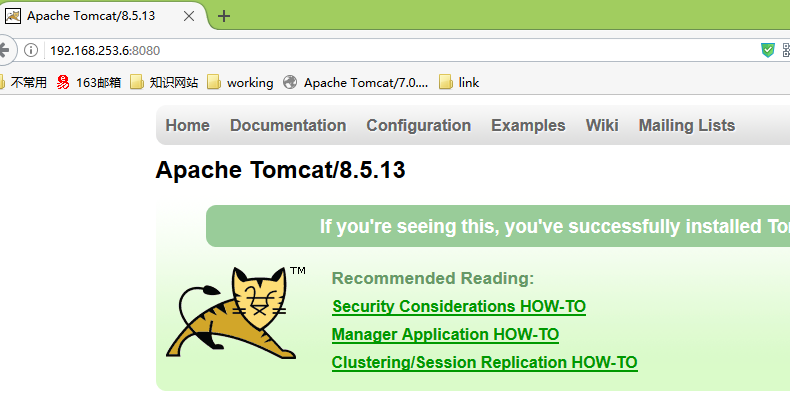 Apache Tomcat/8.5.13
192.168.253.6:8080
不常用 163邮箱 知识网站 working Apache Tomcat/7.0.... link
Home Documentation Configuration Examples Wiki Mailing Lists
Apache Tomcat/8.5.13
If you're seeing this, you've successfully installed To
TM
Recommended Reading:
Security Considerations HOW-TO
Manager Application HOW-TO
Clustering/Session Replication HOW-TO